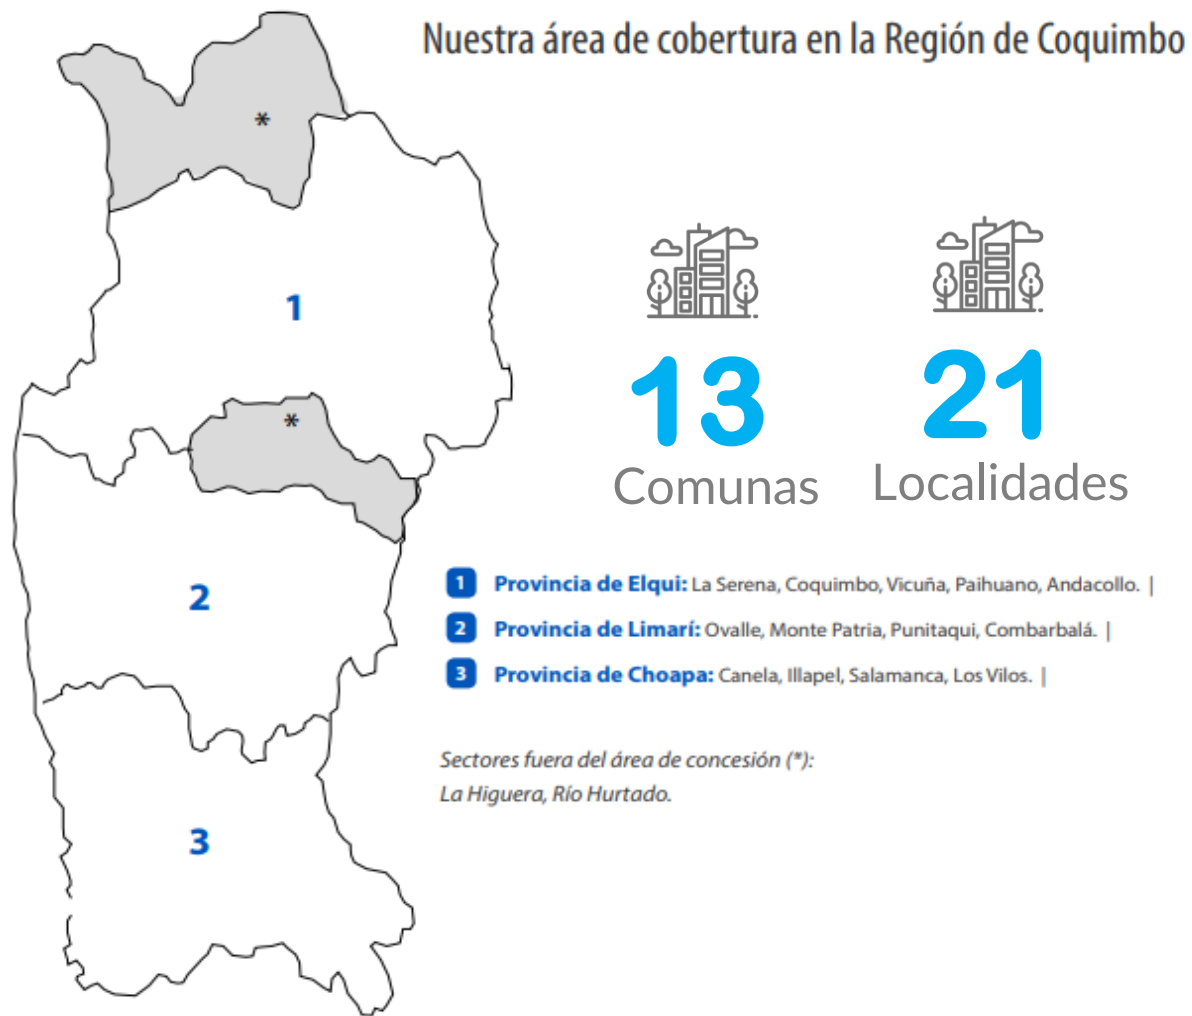 Nuestra área de cobertura en la Región de Coquimbo
*
1
*
2
3
13
Comunas
21
Localidades
1 Provincia de Elqui: La Serena, Coquimbo, Vicuña, Paihuano, Andacollo. |
2 Provincia de Limarí: Ovalle, Monte Patria, Punitaqui, Combarbalá. |
3 Provincia de Choapa: Canela, Illapel, Salamanca, Los Vilos. |
Sectores fuera del área de concesión (*):
La Higuera, Río Hurtado.